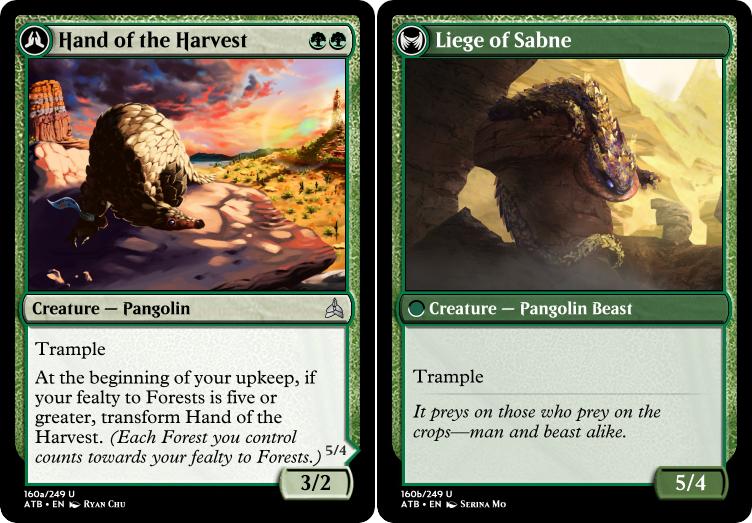 Hand of the Harvest
Creature — Pangolin
Trample
At the beginning of your upkeep, if
your fealty to Forests is five or
greater, transform Hand of the
Harvest. (Each Forest you control
counts towards your fealty to Forests.)
5/4
3/2
160a/249 U
ATB • EN Ryan Chu
Liege of Sabne
Creature — Pangolin Beast
Trample
It preys on those who prey on the
crops—man and beast alike.
5/4
160b/249 U
ATB • EN Serina Mo